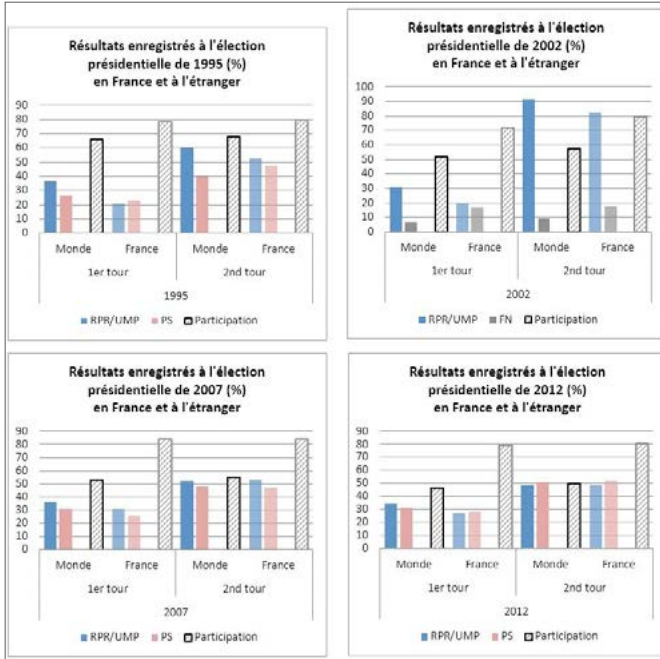 Résultats enregistrés à l'élection
présidentielle de 1995 (%)
en France et à l'étranger
90
80
70
60
50
40
30
20
10
0
Monde France Monde France
1er tour 2nd tour
1995
RPR/UMP PS Participation
Résultats enregistrés à l'élection
présidentielle de 2002 (%)
en France et à l'étranger
100
90
80
70
60
50
40
30
20
10
0
Monde France Monde France
1er tour 2nd tour
2002
RPR/UMP FN Participation
Résultats enregistrés à l'élection
présidentielle de 2007 (%)
en France et à l'étranger
90
80
70
60
50
40
30
20
10
0
Monde France Monde France
1er tour 2nd tour
2007
RPR/UMP PS Participation
Résultats enregistrés à l'élection
présidentielle de 2012 (%)
en France et à l'étranger
90
80
70
60
50
40
30
20
10
0
Monde France Monde France
1er tour 2nd tour
2012
RPR/UMP PS Participation